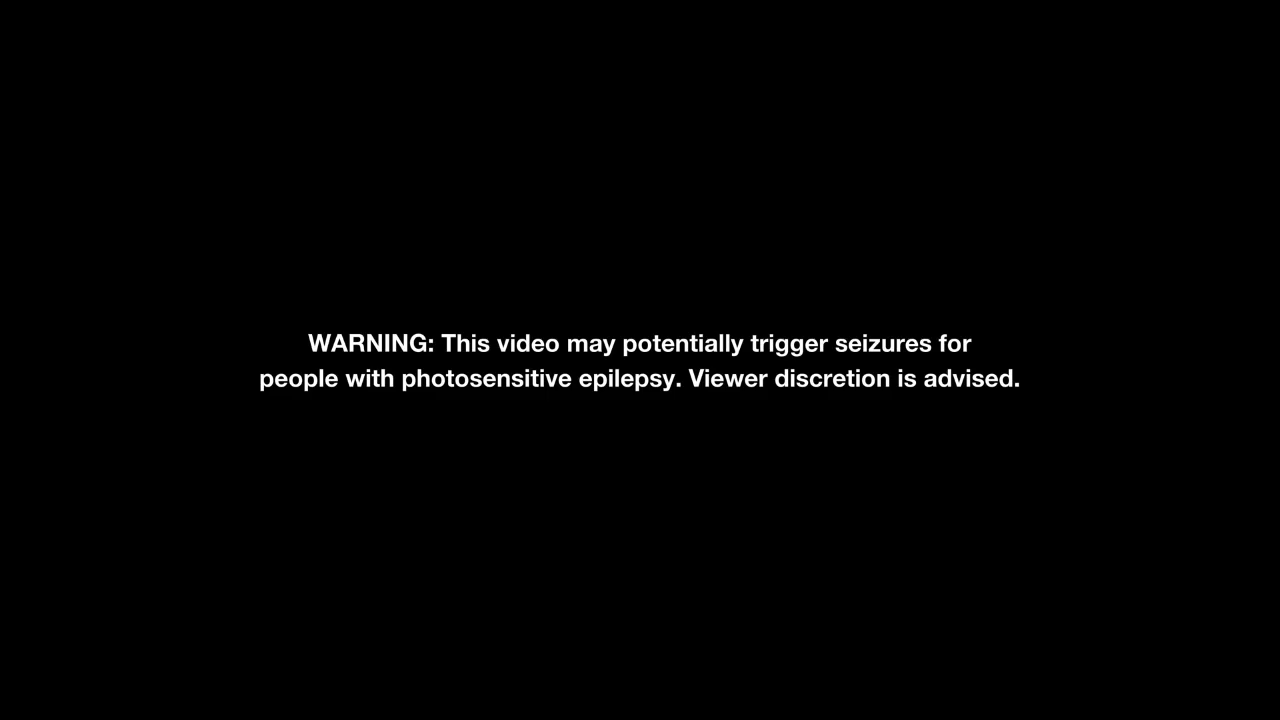 WARNING: This video may potentially trigger seizures for
people with photosensitive epilepsy. Viewer discretion is advised.